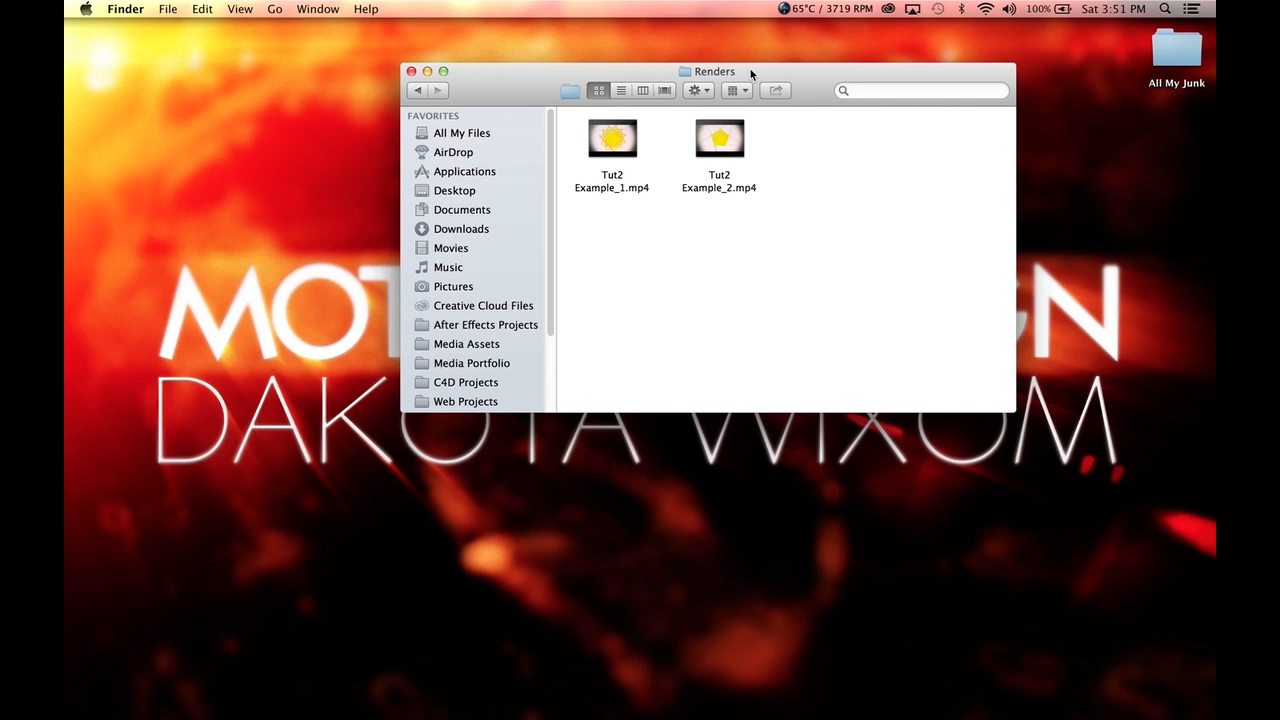 Finder File Edit View Go Window Help 65°C / 3719 RPM 100% Sat 3:51 PM
All My Junk
Renders
FAVORITES
All My Files
AirDrop
Applications
Desktop
Documents
Downloads
Movies
Music
Pictures
Creative Cloud Files
After Effects Projects
Media Assets
Media Portfolio
C4D Projects
Web Projects
Tut2
Example_1.mp4
Tut2
Example_2.mp4
DAKOTA WIXOM